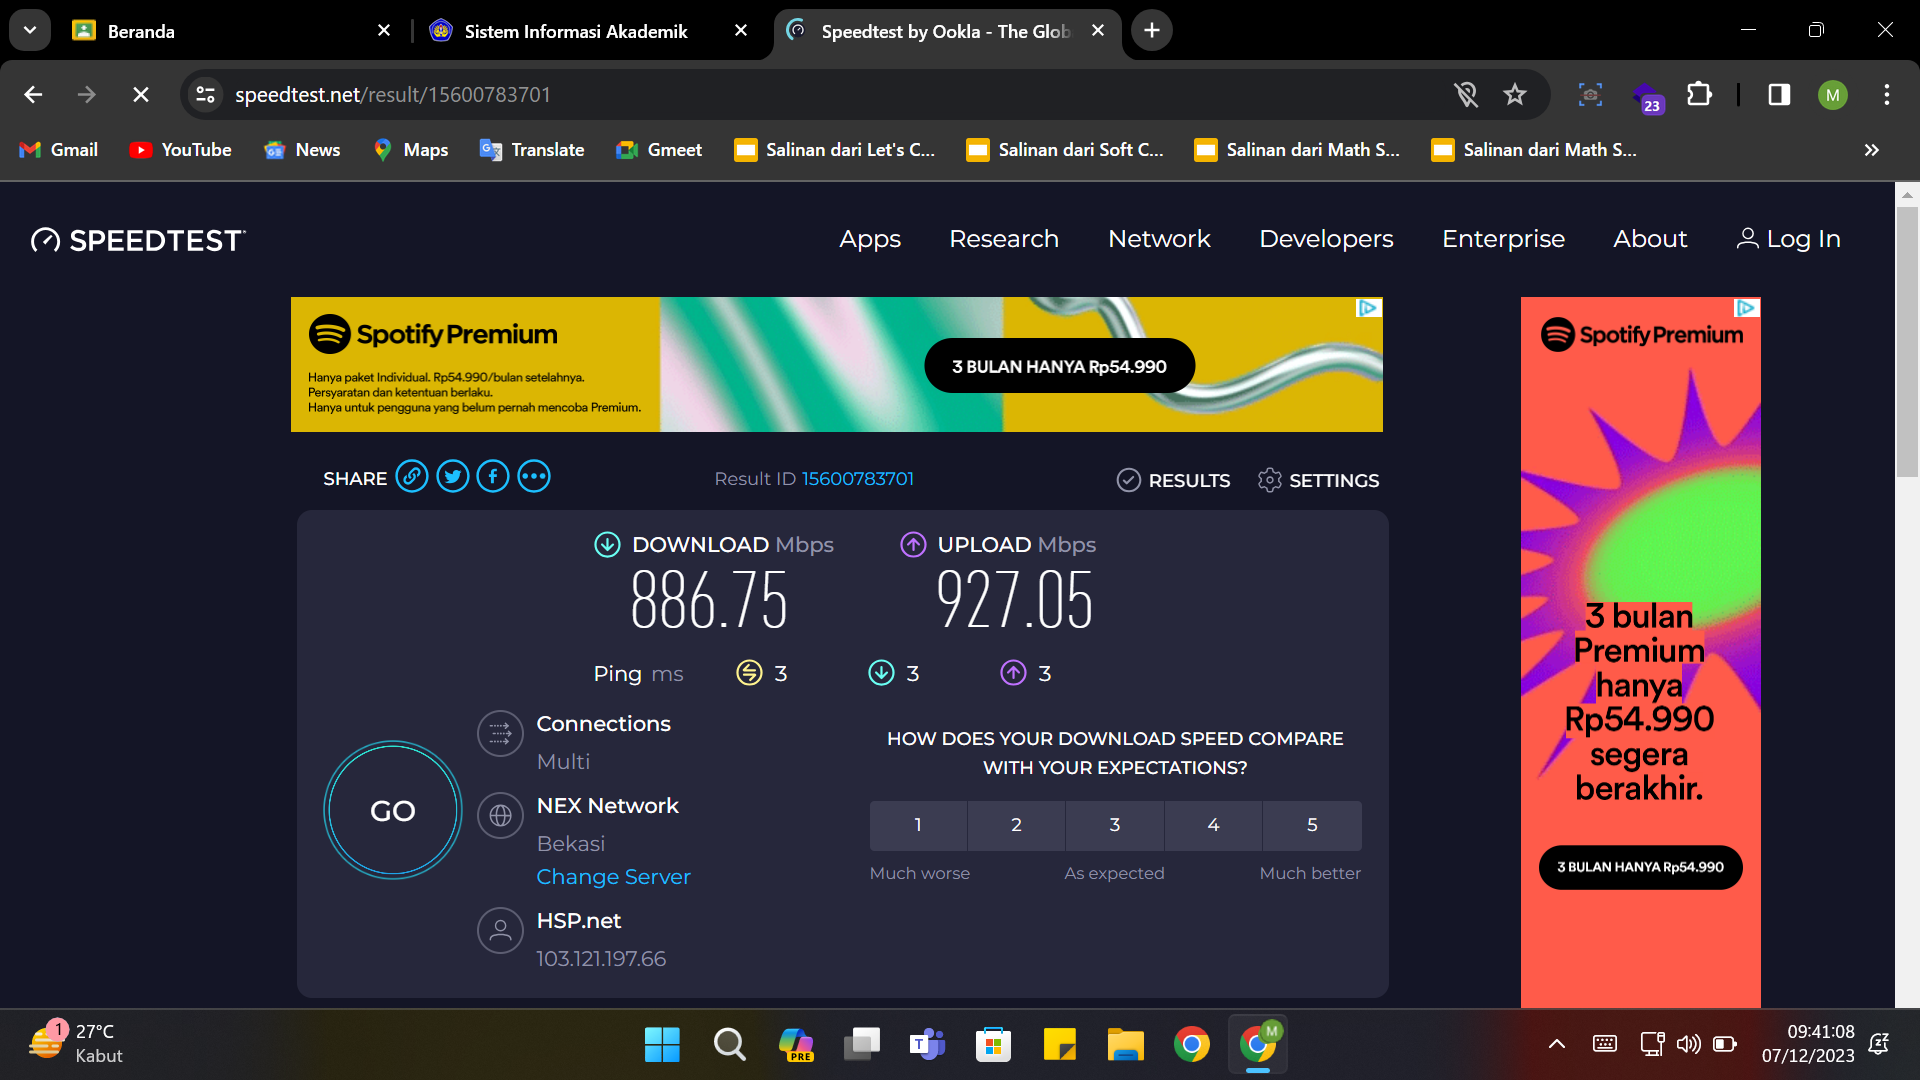 Beranda
Sistem Informasi Akademik
Speedtest by Ookla - The Glob
speedtest.net/result/15600783701
23
M
Gmail
YouTube
News
Maps
Translate
Gmeet
Salinan dari Let's C...
Salinan dari Soft C...
Salinan dari Math S...
Salinan dari Math S...
SPEEDTEST
Apps
Research
Network
Developers
Enterprise
About
Log In
Spotify Premium
Hanya paket Individual. Rp54.990/bulan setelahnya.
Persyaratan dan ketentuan berlaku.
Hanya untuk pengguna yang belum pernah mencoba Premium.
3 BULAN HANYA Rp54.990
SHARE
Result ID 15600783701
RESULTS
SETTINGS
DOWNLOAD Mbps
886.75
UPLOAD Mbps
927.05
Ping ms
3
3
3
GO
Connections
Multi
NEX Network
Bekasi
Change Server
HSP.net
103.121.197.66
HOW DOES YOUR DOWNLOAD SPEED COMPARE
WITH YOUR EXPECTATIONS?
1 2 3 4 5
Much worse As expected Much better
Spotify Premium
3 bulan
Premium
hanya
Rp54.990
segera
berakhir.
3 BULAN HANYA Rp54.990
1
27°C
Kabut
PRE
T
M
09:41:08
07/12/2023